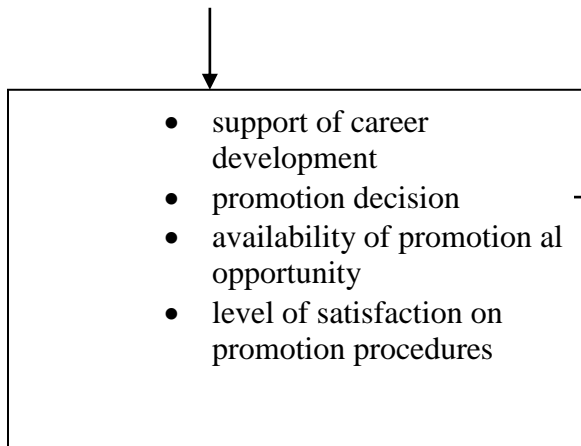 • support of career
development
• promotion decision
• availability of promotion al
opportunity
• level of satisfaction on
promotion procedures